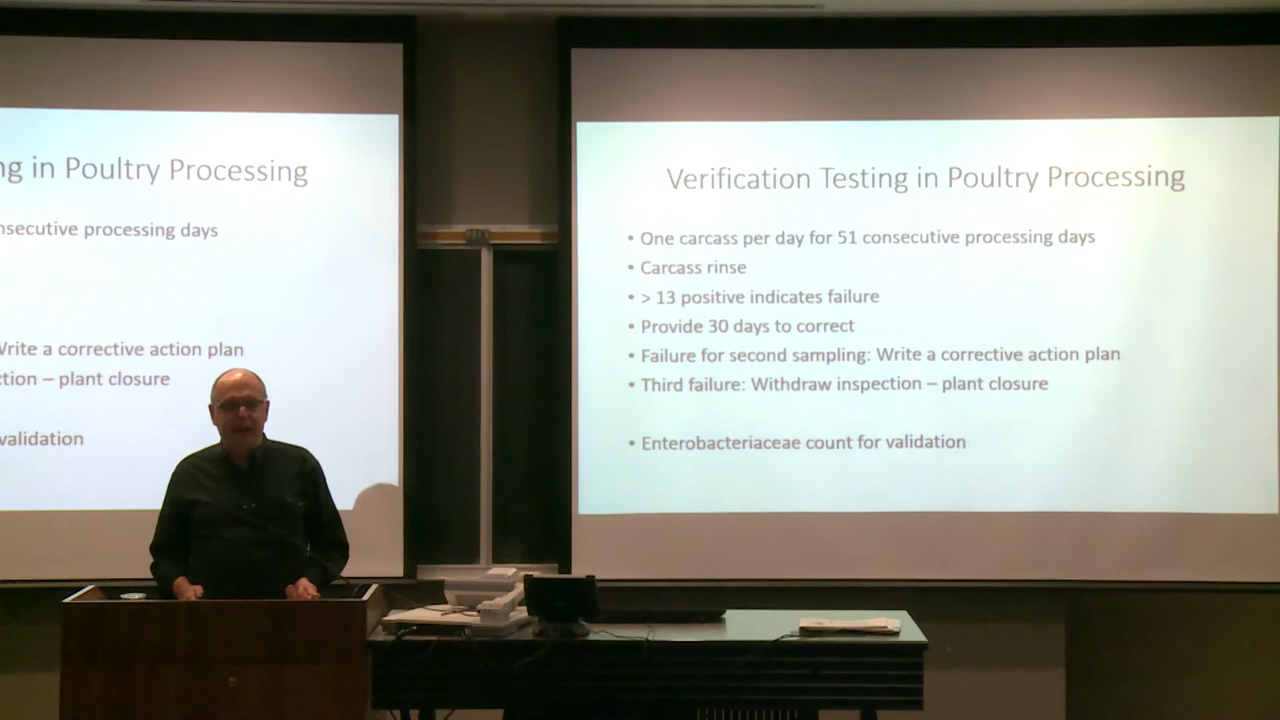 ng in Poultry Processing
nsecutive processing days
Write a corrective action plan
ction – plant closure
validation
Verification Testing in Poultry Processing
• One carcass per day for 51 consecutive processing days
• Carcass rinse
• > 13 positive indicates failure
• Provide 30 days to correct
• Failure for second sampling: Write a corrective action plan
• Third failure: Withdraw inspection – plant closure
• Enterobacteriaceae count for validation